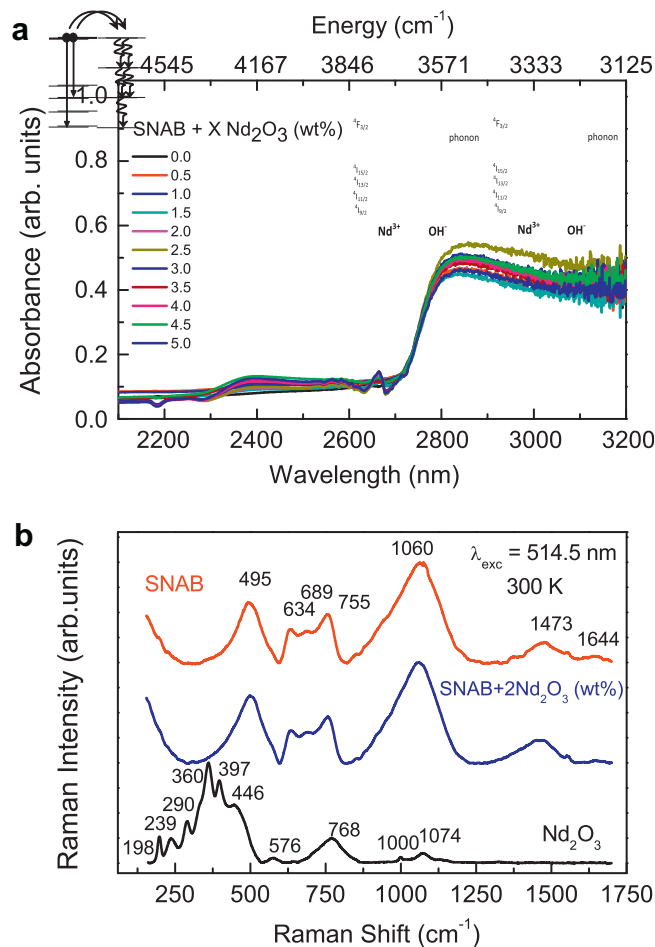 a
Energy (cm⁻¹)
4545 4167 3846 3571 3333 3125
Absorbance (arb. units)
1.0
0.8
0.6
0.4
0.2
0.0
SNAB + X Nd₂O₃ (wt%)
0.0
0.5
1.0
1.5
2.0
2.5
3.0
3.5
4.0
4.5
5.0
⁴F₃/₂
phonon
⁴I₁₅/₂
⁴I₁₃/₂
⁴I₁₁/₂
⁴I₉/₂
Nd³⁺ OH⁻
⁴F₃/₂
phonon
⁴I₁₅/₂
⁴I₁₃/₂
⁴I₁₁/₂
⁴I₉/₂
Nd³⁺ OH⁻
2200 2400 2600 2800 3000 3200
Wavelength (nm)
b
Raman Intensity (arb.units)
λexc = 514.5 nm
300 K
SNAB
495 634 689 755 1060 1473 1644
SNAB+2Nd₂O₃ (wt%)
198 239 290 360 397 446 576 768 1000 1074
Nd₂O₃
250 500 750 1000 1250 1500 1750
Raman Shift (cm⁻¹)